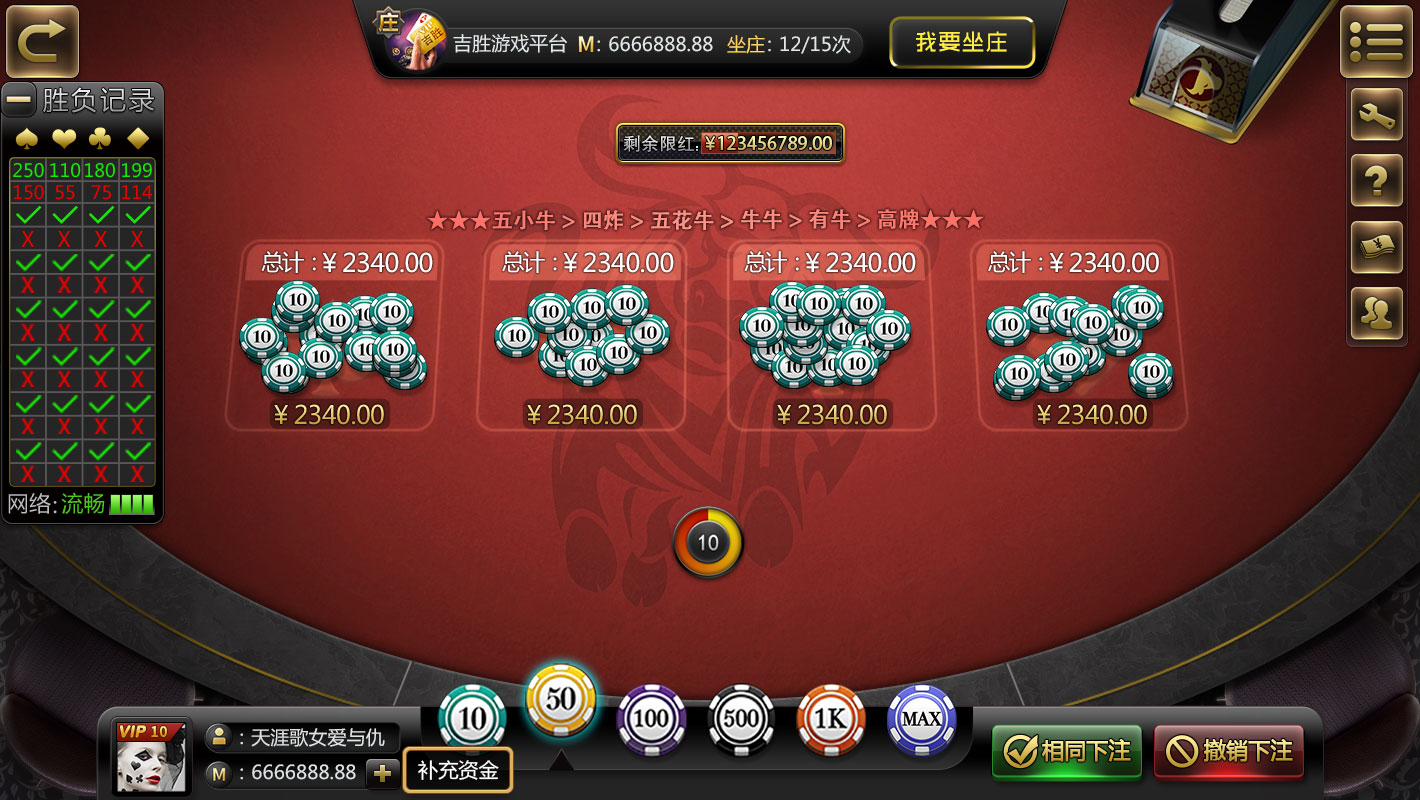 庄
吉胜游戏平台 M: 6666888.88 坐庄: 12/15次
我要坐庄
胜负记录
250 110 180 199
150 55 75 114
X X X X
X X X X
X X X X
X X X X
X X X X
X X X X
网络: 流畅
剩余限红: ¥123456789.00
★★★五小牛 > 四炸 > 五花牛 > 牛牛 > 有牛 > 高牌★★★
总计 : ¥ 2340.00 总计 : ¥ 2340.00 总计 : ¥ 2340.00 总计 : ¥ 2340.00
¥ 2340.00 ¥ 2340.00 ¥ 2340.00 ¥ 2340.00
10
10 50 100 500 1K MAX
VIP 10
: 天涯歌女爱与仇
M : 6666888.88 +
补充资金
相同下注
撤销下注